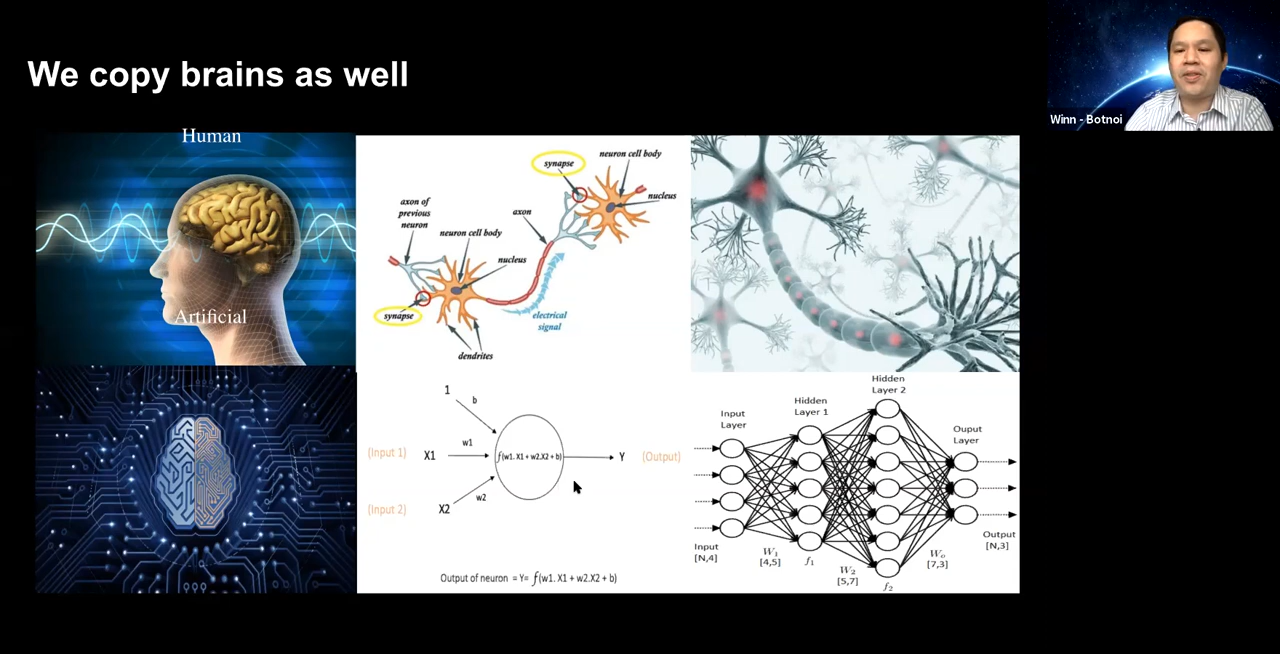 We copy brains as well
Winn - Botnoi
Human
Artificial
synapse
neuron cell body
nucleus
axon of
previous
neuron
axon
neuron cell body
nucleus
synapse
electrical
signal
dendrites
1
b
(Input 1)
X1
w1
f(w1. X1 + w2.X2 + b)
Y
(Output)
(Input 2)
X2
w2
Output of neuron = Y= f(w1. X1 + w2.X2 + b)
Hidden
Layer 2
Hidden
Layer 1
Input
Layer
Ouput
Layer
Input
[N,4]
W1
[4,5]
f1
W2
[5,7]
f2
Wo
[7,3]
Output
[N,3]